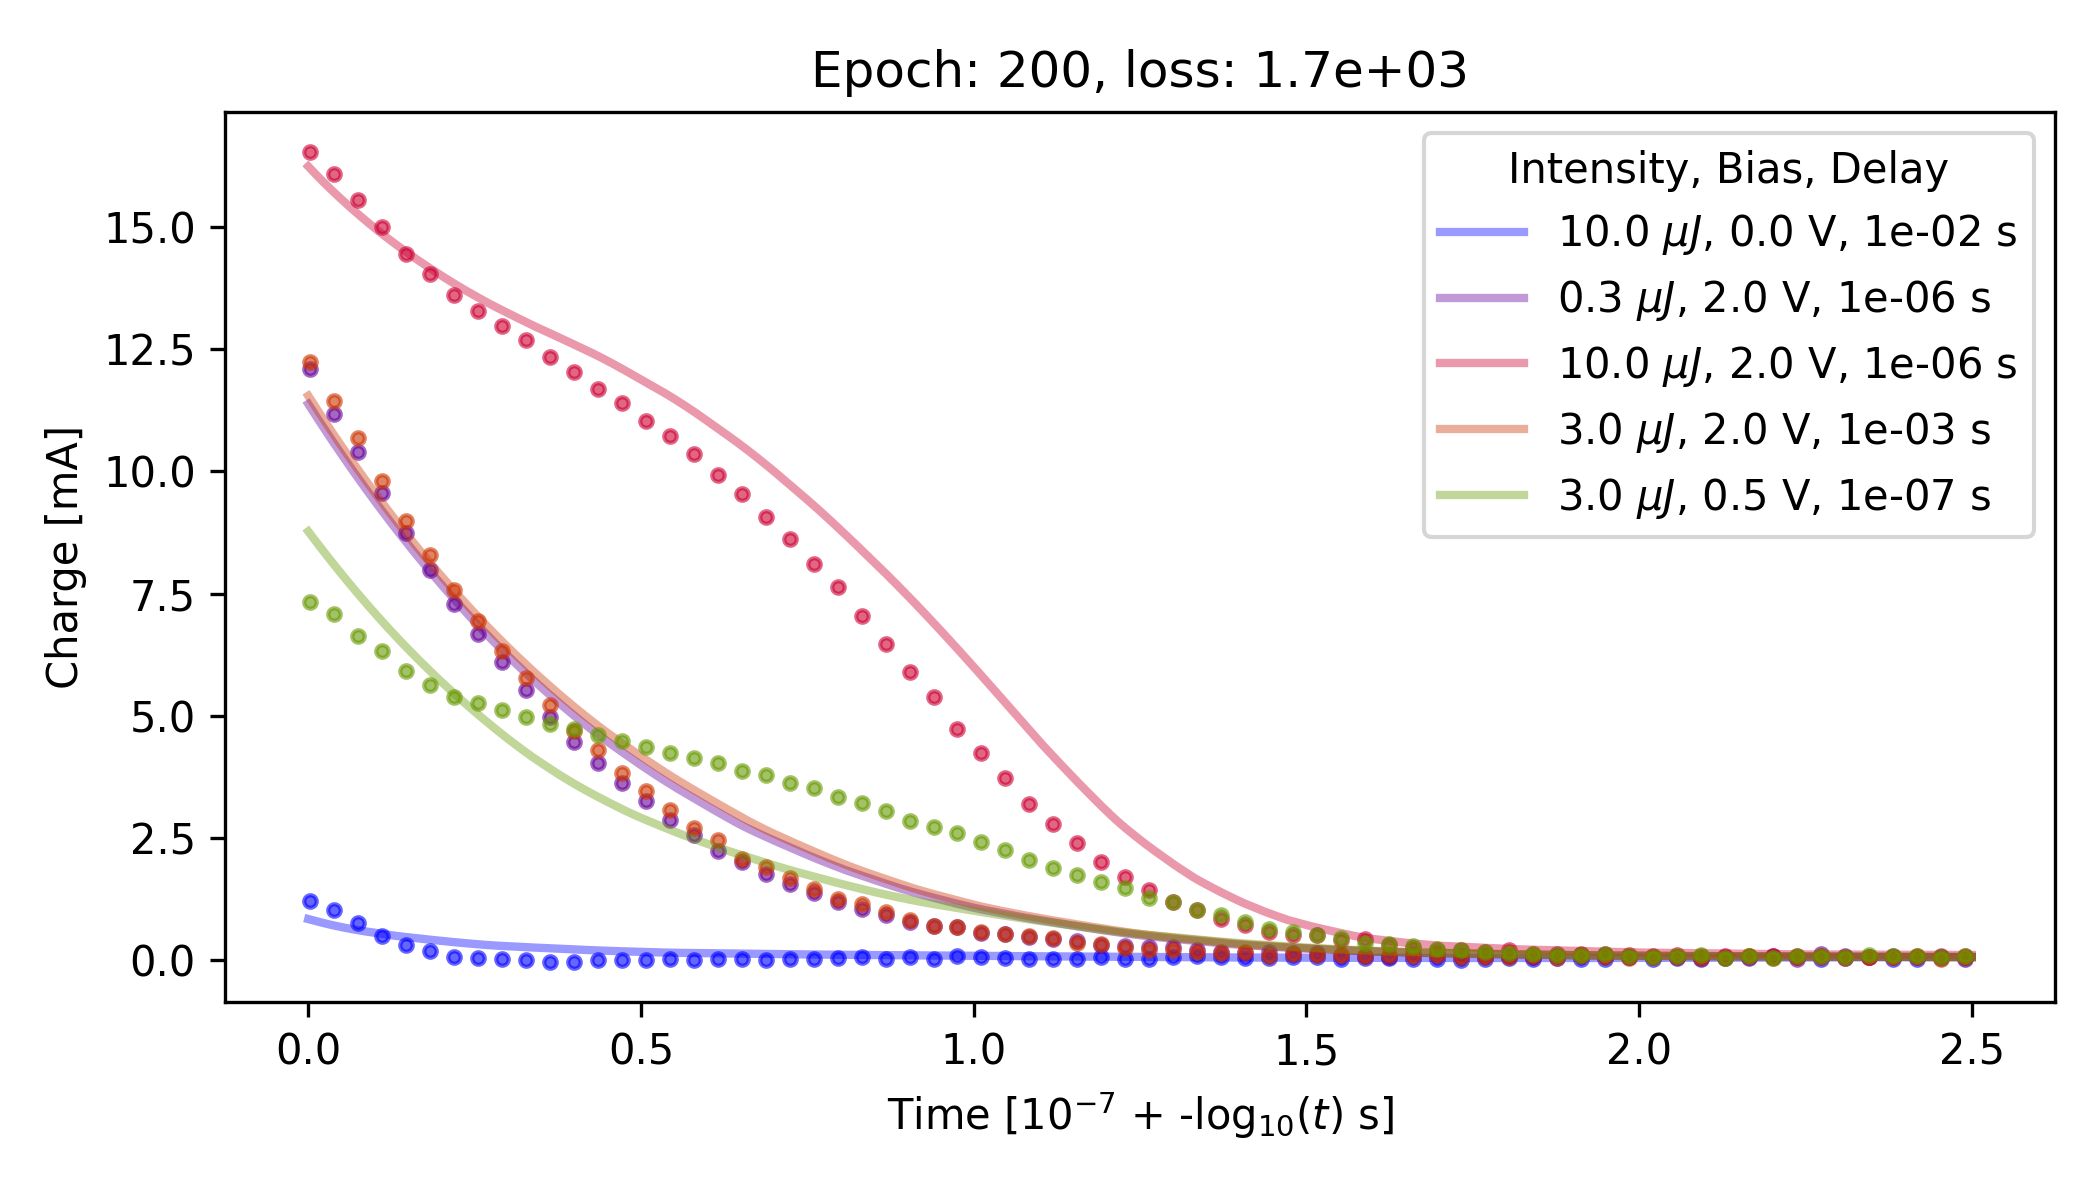 Epoch: 200, loss: 1.7e+03
Intensity, Bias, Delay
10.0 μJ, 0.0 V, 1e-02 s
0.3 μJ, 2.0 V, 1e-06 s
10.0 μJ, 2.0 V, 1e-06 s
3.0 μJ, 2.0 V, 1e-03 s
3.0 μJ, 0.5 V, 1e-07 s
Charge [mA]
15.0
12.5
10.0
7.5
5.0
2.5
0.0
0.0 0.5 1.0 1.5 2.0 2.5
Time [10⁻⁷ + -log₁₀(t) s]